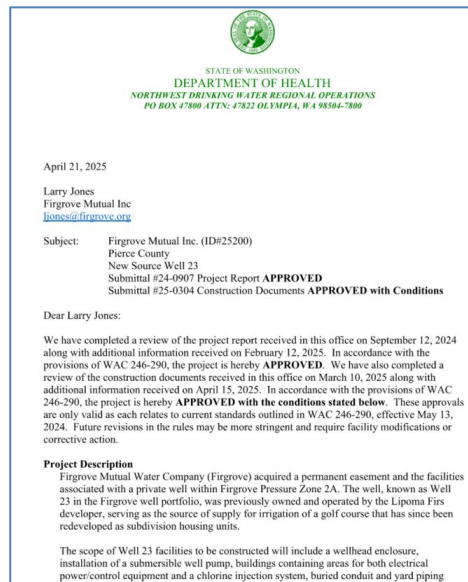 STATE OF WASHINGTON
DEPARTMENT OF HEALTH
NORTHWEST DRINKING WATER REGIONAL OPERATIONS
PO BOX 47800 ATTN: 47822 OLYMPIA, WA 98504-7800
April 21, 2025
Larry Jones
Firgrove Mutual Inc
ljones@firgrove.org
Subject: Firgrove Mutual Inc. (ID#25200)
Pierce County
New Source Well 23
Submittal #24-0907 Project Report APPROVED
Submittal #25-0304 Construction Documents APPROVED with Conditions
Dear Larry Jones:
We have completed a review of the project report received in this office on September 12, 2024
along with additional information received on February 12, 2025. In accordance with the
provisions of WAC 246-290, the project is hereby APPROVED. We have also completed a
review of the construction documents received in this office on March 10, 2025 along with
additional information received on April 15, 2025. In accordance with the provisions of WAC
246-290, the project is hereby APPROVED with the conditions stated below. These approvals
are only valid as each relates to current standards outlined in WAC 246-290, effective May 13,
2024. Future revisions in the rules may be more stringent and require facility modifications or
corrective action.
Project Description
Firgrove Mutual Water Company (Firgrove) acquired a permanent easement and the facilities
associated with a private well within Firgrove Pressure Zone 2A. The well, known as Well
23 in the Firgrove well portfolio, was previously owned and operated by the Lipoma Firs
developer, serving as the source of supply for irrigation of a golf course that has since been
redeveloped as subdivision housing units.
The scope of Well 23 facilities to be constructed will include a wellhead enclosure,
installation of a submersible well pump, buildings containing areas for both electrical
power/control equipment and a chlorine injection system, buried conduit and yard piping